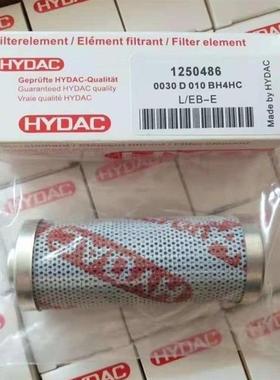 Filterelement / Elément filtrant / Filter element
HYDAC
Geprüfte HYDAC-Qualität
Guaranteed HYDAC quality
Vraie qualité HYDAC
HYDAC
1250486
0030 D 010 BH4HC
L/EB-E
Made by HYDAC
HYDAC
HYDAC
HYDAC